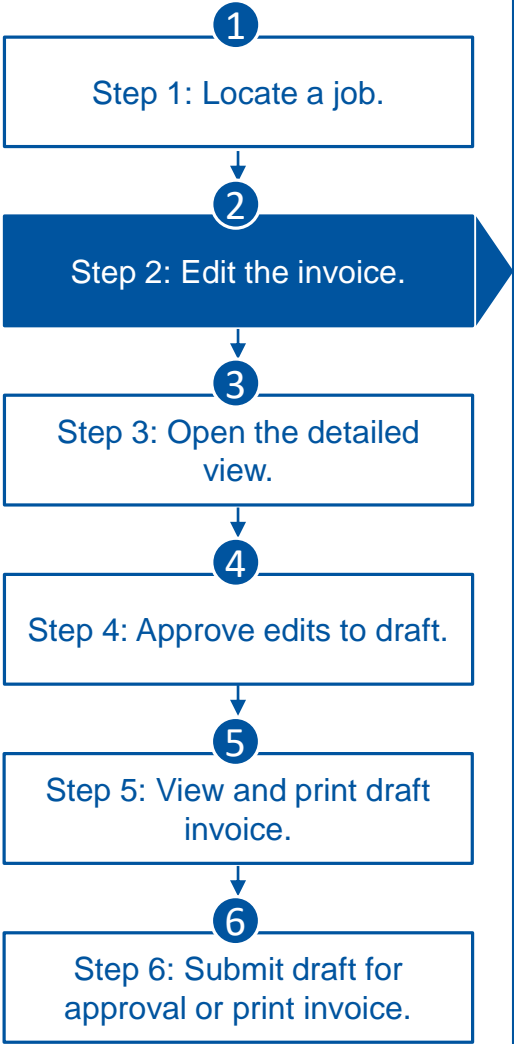 1
Step 1: Locate a job.
2
Step 2: Edit the invoice.
3
Step 3: Open the detailed
view.
4
Step 4: Approve edits to draft.
5
Step 5: View and print draft
invoice.
6
Step 6: Submit draft for
approval or print invoice.